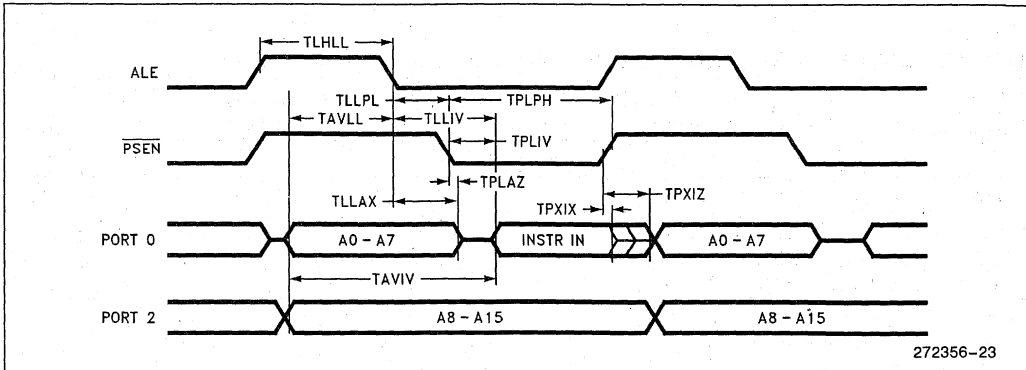 TLHLL
ALE
TLLPL
TPLPH
TAVLL
TLLIV
PSEN
TPLIV
TPLAZ
TLLAX
TPXIZ
TPXIX
PORT 0
A0 – A7
INSTR IN
A0 – A7
TAVIV
PORT 2
A8 – A15
A8 – A15
272356–23